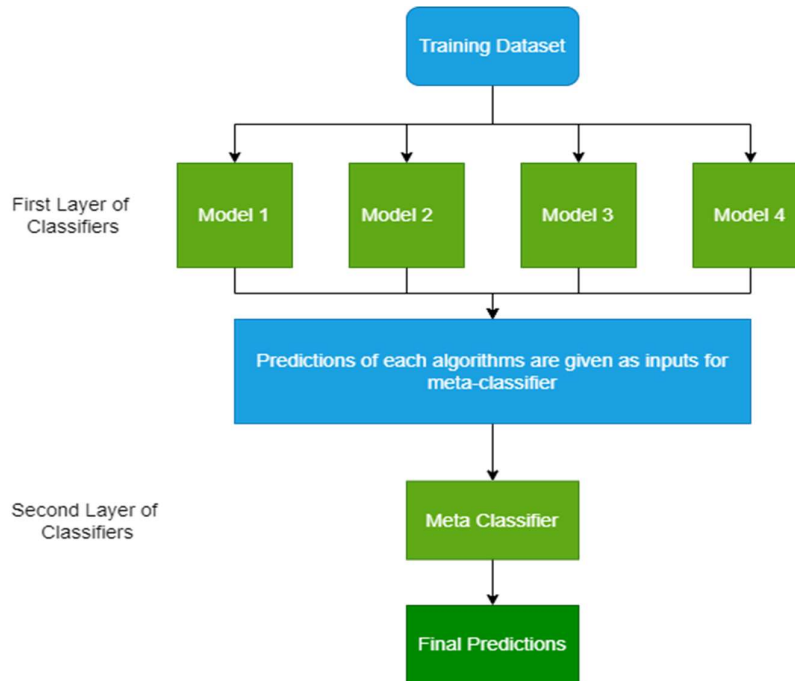 Training Dataset
First Layer of
Classifiers
Model 1
Model 2
Model 3
Model 4
Predictions of each algorithms are given as inputs for
meta-classifier
Second Layer of
Classifiers
Meta Classifier
Final Predictions